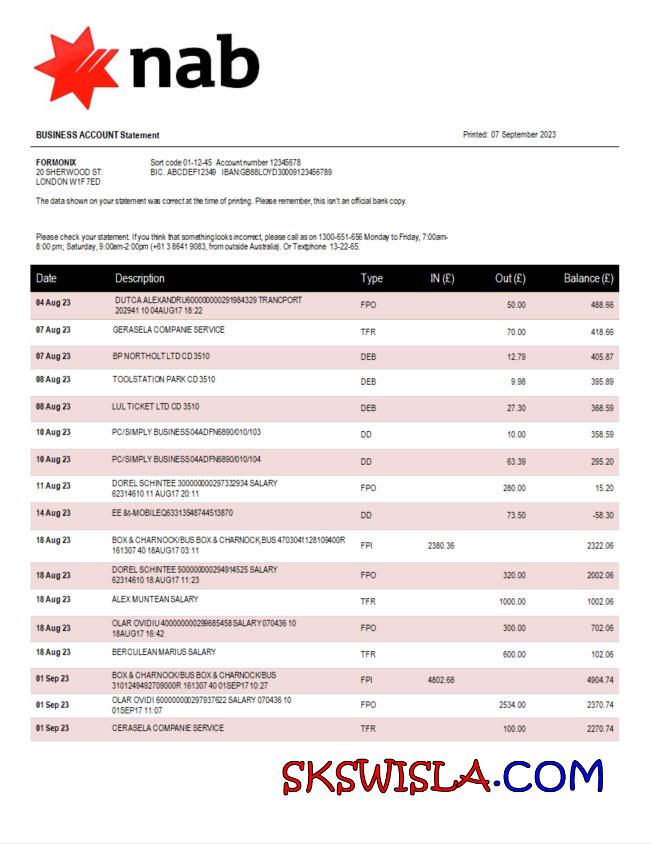 nab
BUSINESS ACCOUNT Statement Printed: 07 September 2023
FORMONIX Sort code 01-12-45 Account number 12345678
20 SHERWOOD ST. BIC. ABCDEF12349 IBAN:GB88LOYD30009123456789
LONDON W1F 7ED
The data shown on your statement was correct at the time of printing. Please remember, this isn't an official bank copy.
Please check your statement. If you think that something looks incorrect, please call as on 1300-651-656 Monday to Friday, 7:00am-
8:00 pm; Saturday, 9:00am-2:00pm (+61 3 8641 9083, from outside Australia). Or Textphone 13-22-65.
Date Description Type IN (£) Out (£) Balance (£)
04 Aug 23 DUTCA ALEXANDRU600000000291984329 TRANCPORT FPO 50.00 488.66
202941 10 04AUG17 18:22
07 Aug 23 GERASELA COMPANIE SERVICE TFR 70.00 418.66
07 Aug 23 BP NORTHOLT LTD CD 3510 DEB 12.79 405.87
08 Aug 23 TOOLSTATION PARK CD 3510 DEB 9.98 395.89
08 Aug 23 LUL TICKET LTD CD 3510 DEB 27.30 368.59
10 Aug 23 PC/SIMPLY BUSINESS04ADFN6890/010/103 DD 10.00 358.59
10 Aug 23 PC/SIMPLY BUSINESS04ADFN6890/010/104 DD 63.39 295.20
11 Aug 23 DOREL SCHINTEE 300000000297332934 SALARY FPO 280.00 15.20
62314610 11 AUG17 20:11
14 Aug 23 EE &t-MOBILEQ63313548744513870 DD 73.50 -58.30
18 Aug 23 BOX & CHARNOCK/BUS BOX & CHARNOCK,BUS 4703041128109400R FPI 2380.36 2322.06
161307 40 18AUG17 03:11
18 Aug 23 DOREL SCHINTEE 500000000294914525 SALARY FPO 320.00 2002.06
62314610 18 AUG17 11:23
18 Aug 23 ALEX MUNTEAN SALARY TFR 1000.00 1002.06
18 Aug 23 OLAR OVIDIU 400000000299685458 SALARY 070436 10 FPO 300.00 702.06
18AUG17 16:42
18 Aug 23 BERCULEAN MARIUS SALARY TFR 600.00 102.06
01 Sep 23 BOX & CHARNOCK/BUS BOX & CHARNOCK/BUS FPI 4802.68 4904.74
3101249492709000R 161307 40 01SEP17 10:27
01 Sep 23 OLAR OVIDI 600000000297937622 SALARY 070436 10 FPO 2534.00 2370.74
01SEP17 11:07
01 Sep 23 CERASELA COMPANIE SERVICE TFR 100.00 2270.74
SKSWISLA.COM